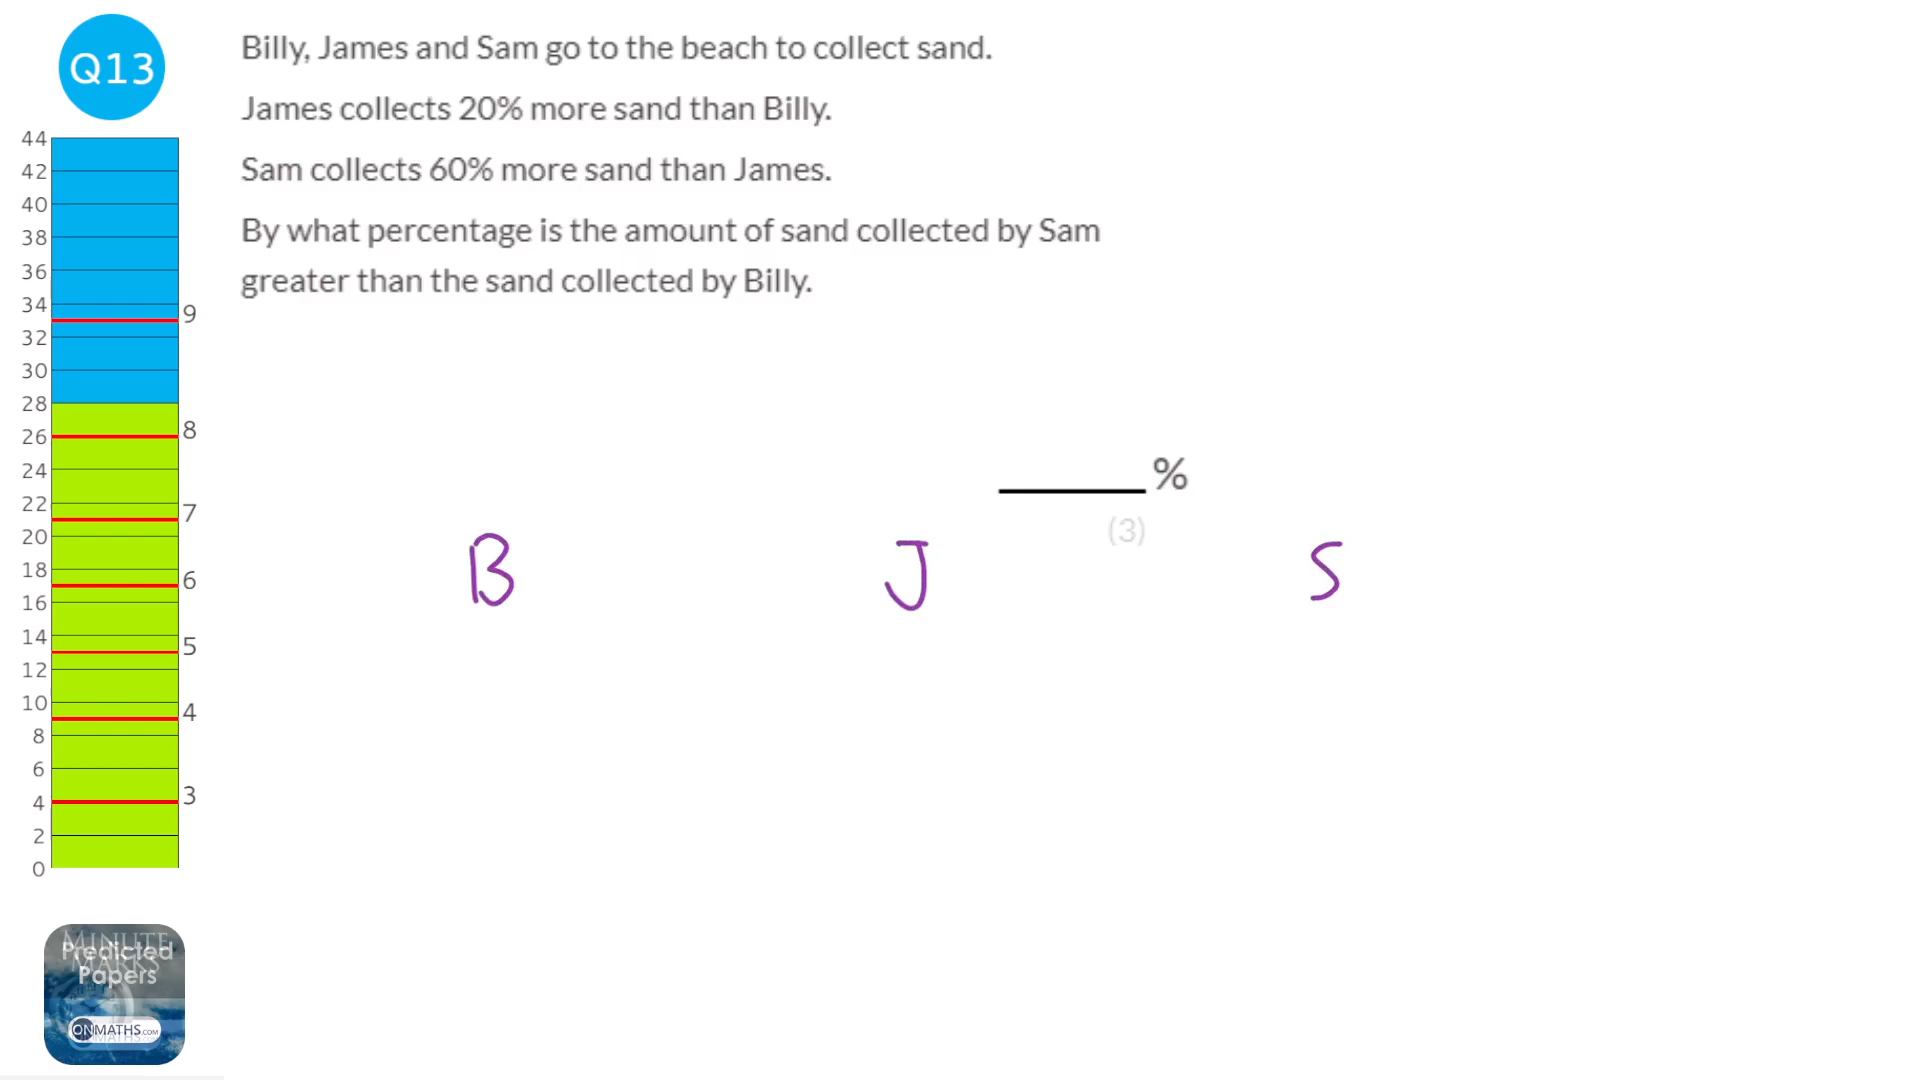 Q13
Billy, James and Sam go to the beach to collect sand.
James collects 20% more sand than Billy.
Sam collects 60% more sand than James.
By what percentage is the amount of sand collected by Sam
greater than the sand collected by Billy.
%
(3)
B J S
44
42
40
38
36
34
9
32
30
28
8
26
24
22
7
20
18
6
16
14
5
12
10
4
8
6
4
3
2
0
MINUTE
MARKS
Predicted
Papers
ONMATHS.COM